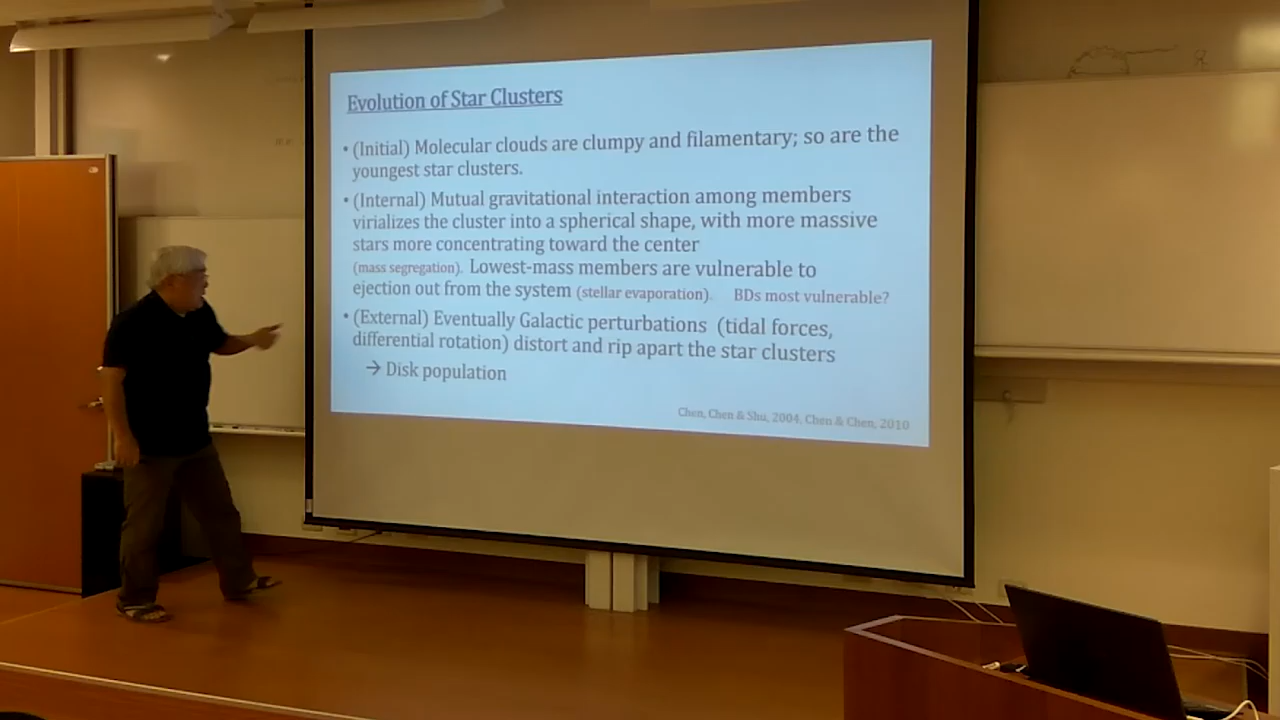 Evolution of Star Clusters
• (Initial) Molecular clouds are clumpy and filamentary; so are the
youngest star clusters.
• (Internal) Mutual gravitational interaction among members
virializes the cluster into a spherical shape, with more massive
stars more concentrating toward the center
(mass segregation). Lowest-mass members are vulnerable to
ejection out from the system (stellar evaporation). BDs most vulnerable?
• (External) Eventually Galactic perturbations (tidal forces,
differential rotation) distort and rip apart the star clusters
→ Disk population
Chen, Chen & Shu, 2004, Chen & Chen, 2010